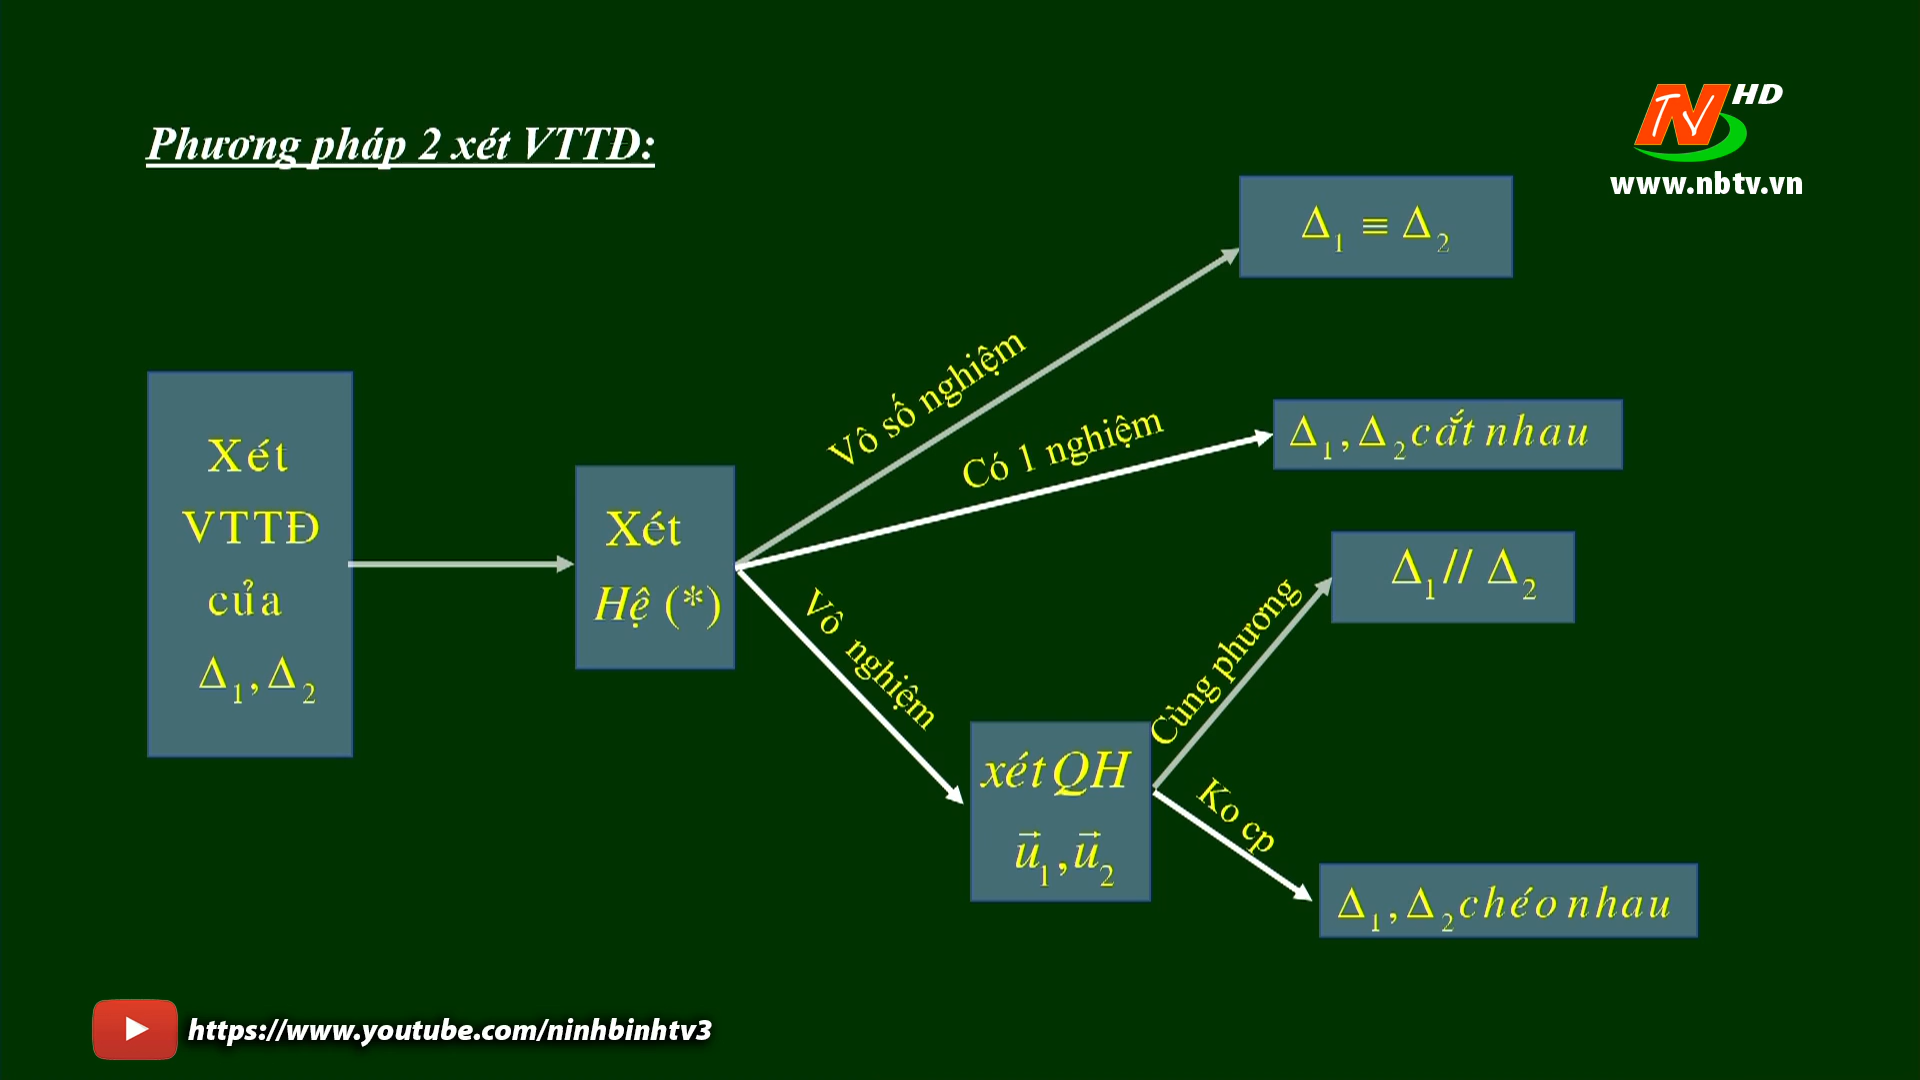 Phương pháp 2 xét VTTĐ:
NTV HD
www.nbtv.vn
Xét
VTTĐ
của
Δ₁, Δ₂
Xét
Hệ (*)
Vô số nghiệm
Δ₁ ≡ Δ₂
Có 1 nghiệm
Δ₁, Δ₂ cắt nhau
Vô nghiệm
xét QH
u⃗₁, u⃗₂
Cùng phương
Δ₁ // Δ₂
Ko cp
Δ₁, Δ₂ chéo nhau
https://www.youtube.com/ninhbinhtv3